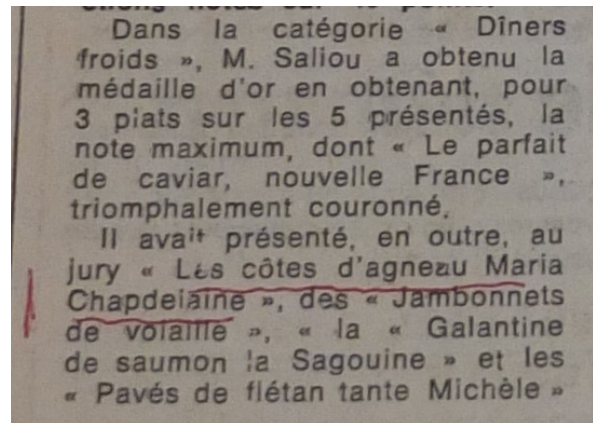 Dans la catégorie « Dîners
froids », M. Saliou a obtenu la
médaille d'or en obtenant, pour
3 plats sur les 5 présentés, la
note maximum, dont « Le parfait
de caviar, nouvelle France »,
triomphalement couronné.
Il avait présenté, en outre, au
jury « Les côtes d'agneau Maria
Chapdelaine », des « Jambonnets
de volaille », « la « Galantine
de saumon la Sagouine » et les
« Pavés de flétan tante Michèle »